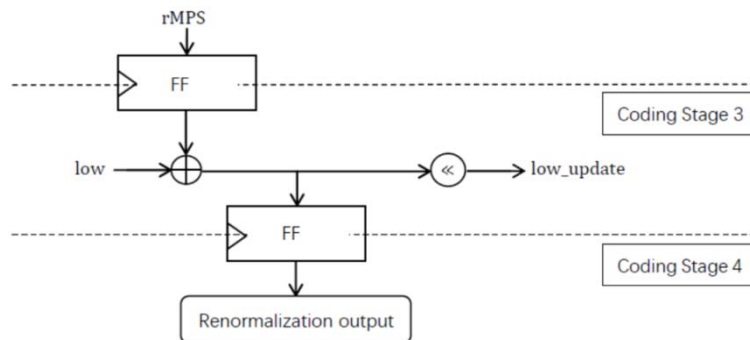 rMPS
FF
Coding Stage 3
low
≪
low_update
FF
Coding Stage 4
Renormalization output